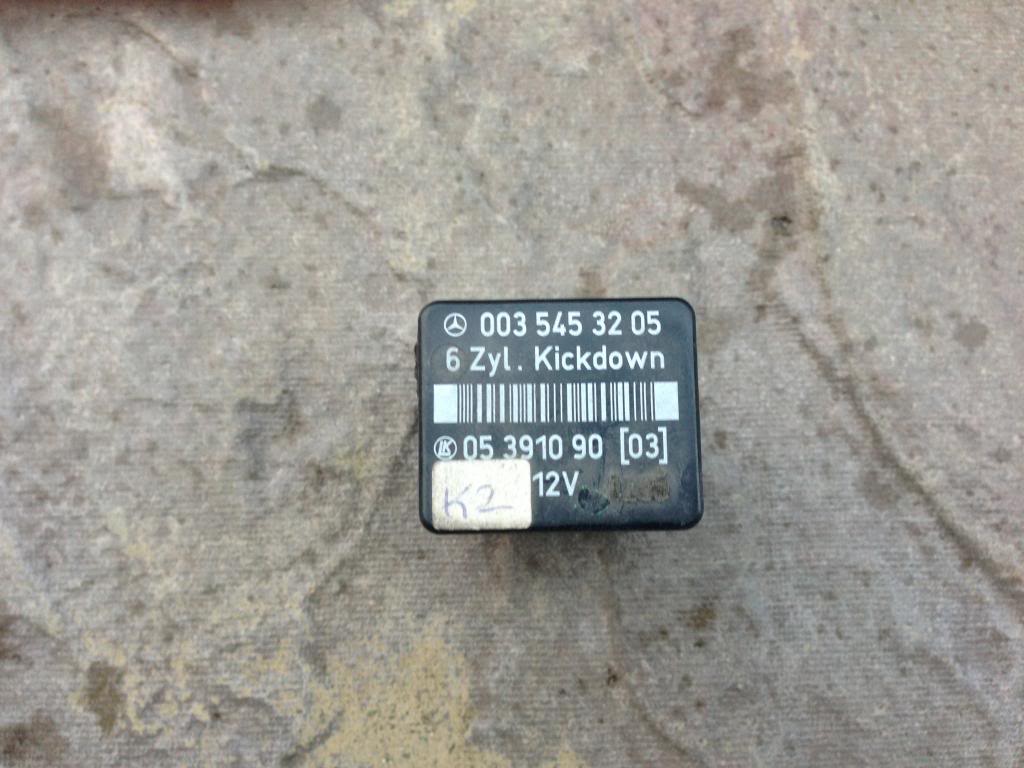 003 545 32 05
6 Zyl. Kickdown
05 3910 90 [03]
12V
K2